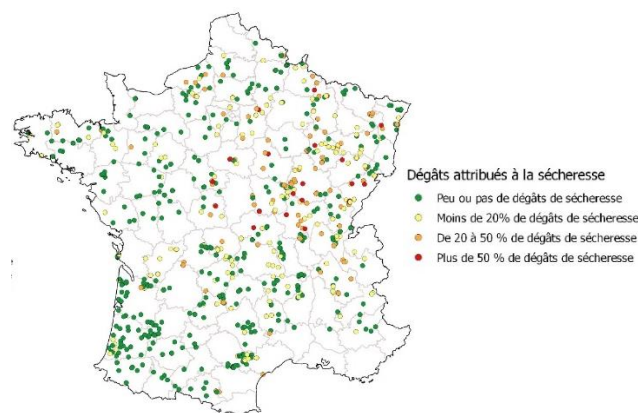 Dégâts attribués à la sécheresse
Peu ou pas de dégâts de sécheresse
Moins de 20% de dégâts de sécheresse
De 20 à 50 % de dégâts de sécheresse
Plus de 50 % de dégâts de sécheresse